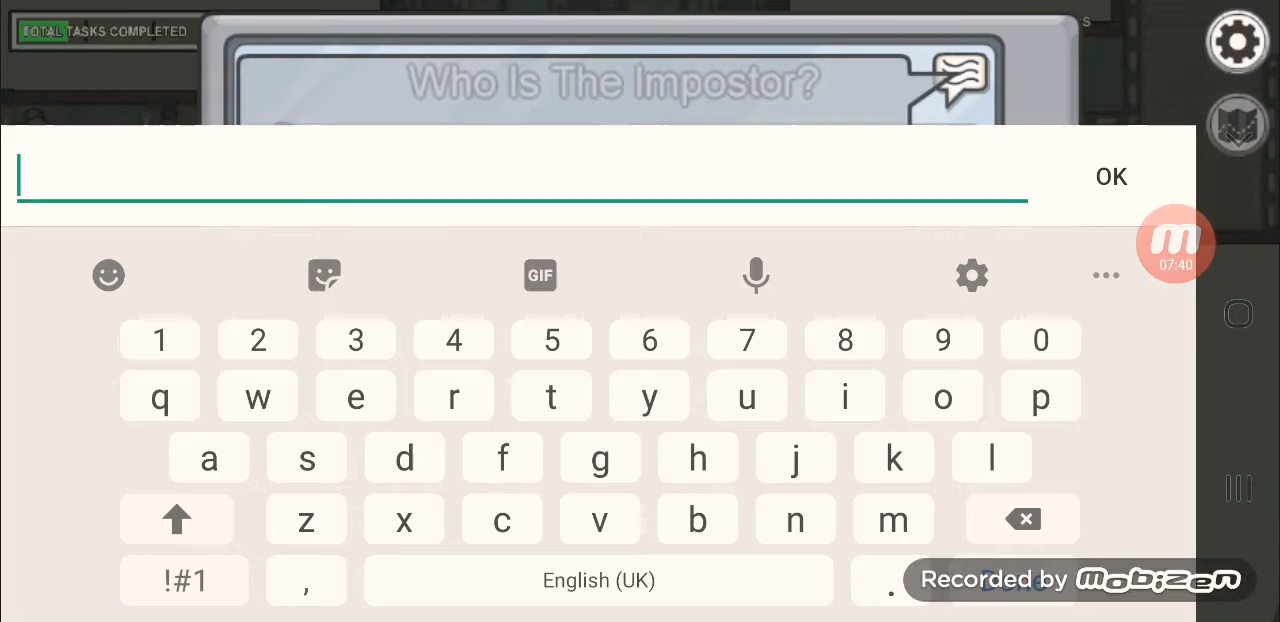 TOTAL TASKS COMPLETED
S
Who Is The Impostor?
OK
GIF
07:40
1 2 3 4 5 6 7 8 9 0
q w e r t y u i o p
a s d f g h j k l
z x c v b n m
!#1 , English (UK) . Done
Recorded by mobizen